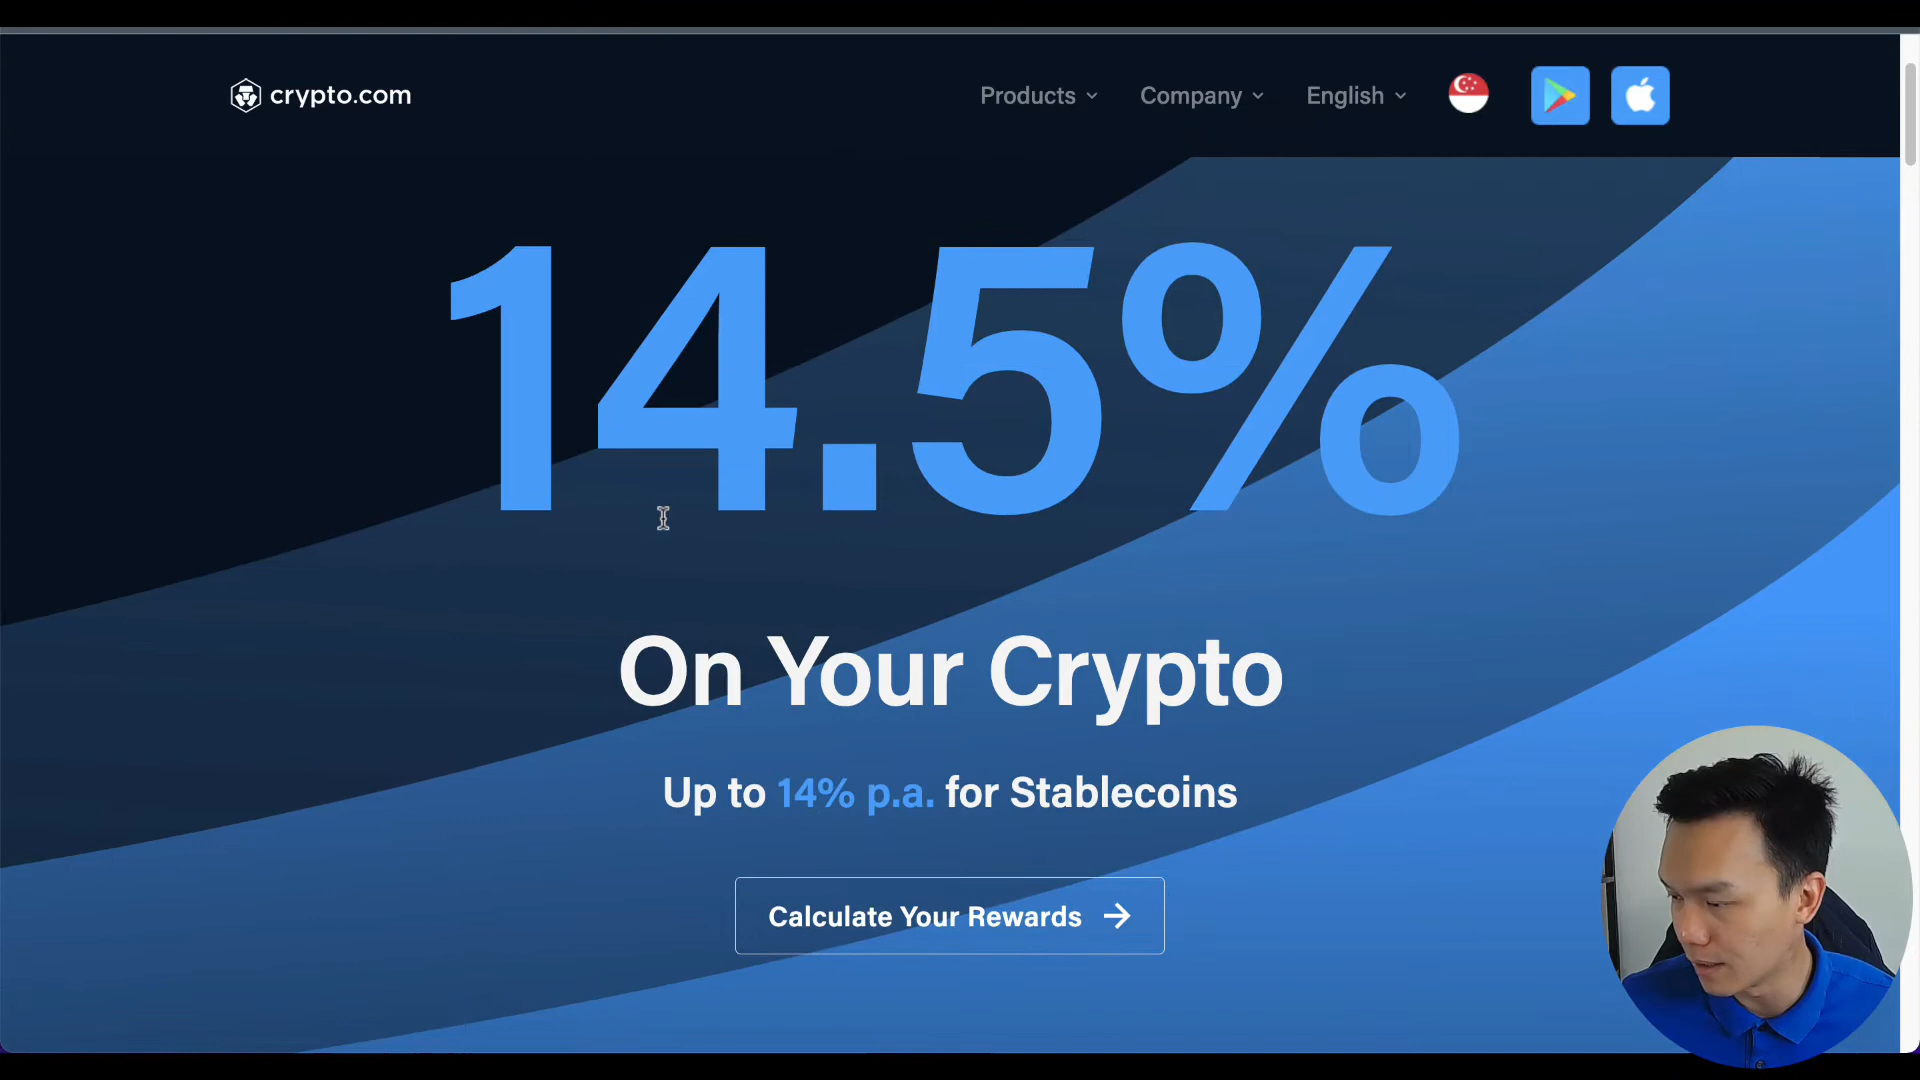 crypto.com
Products
Company
English
14.5%
On Your Crypto
Up to 14% p.a. for Stablecoins
Calculate Your Rewards